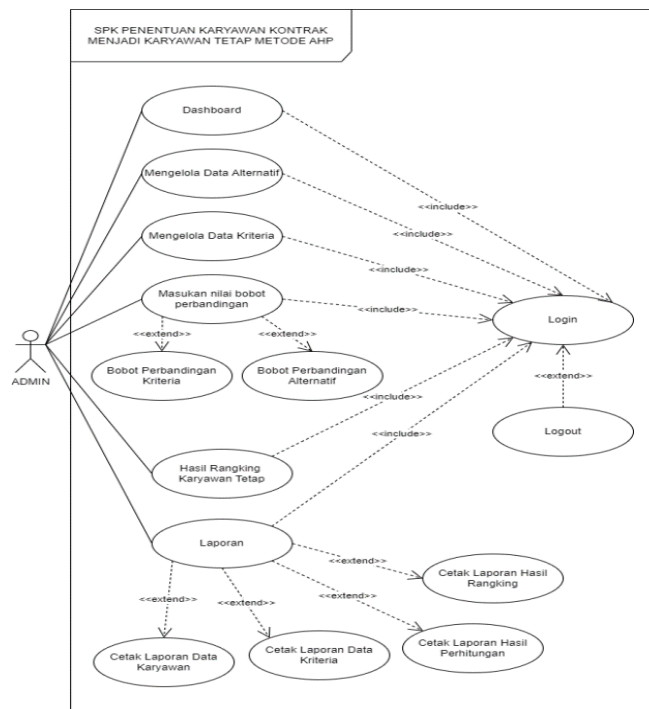 SPK PENENTUAN KARYAWAN KONTRAK
MENJADI KARYAWAN TETAP METODE AHP
Dashboard
Mengelola Data Alternatif
<<include>>
<<include>>
Mengelola Data Kriteria
<<include>>
Masukan nilai bobot
perbandingan
<<include>>
Login
<<extend>>
<<extend>>
ADMIN
Bobot Perbandingan
Kriteria
Bobot Perbandingan
Alternatif
<<extend>>
<<include>>
Logout
<<include>>
Hasil Rangking
Karyawan Tetap
Laporan
<<extend>>
Cetak Laporan Hasil
Rangking
<<extend>>
<<extend>>
<<extend>>
Cetak Laporan Data
Karyawan
Cetak Laporan Data
Kriteria
Cetak Laporan Hasil
Perhitungan